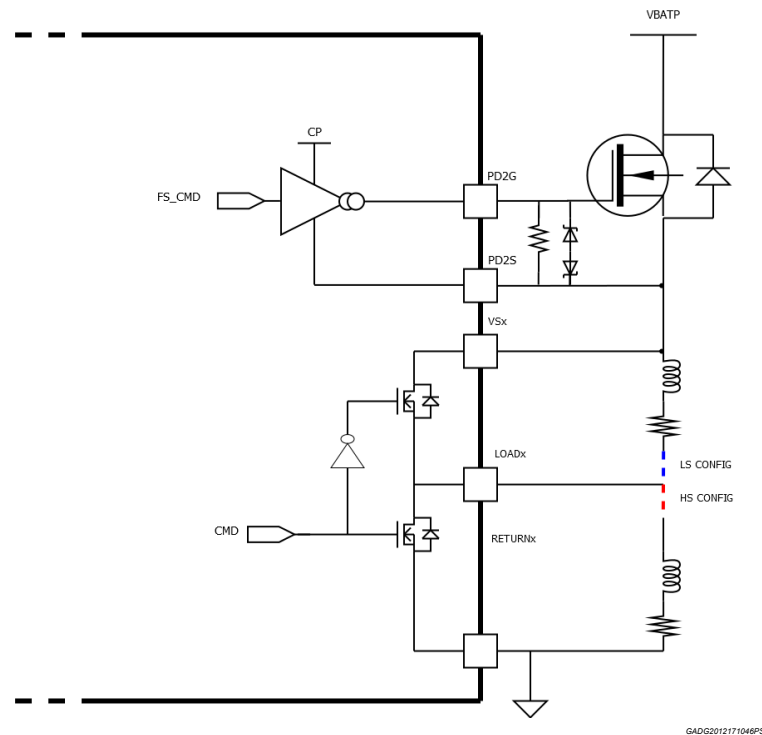 VBATP
CP
PD2G
FS_CMD
PD2S
VSx
LOADx
LS CONFIG
HS CONFIG
CMD
RETURNx